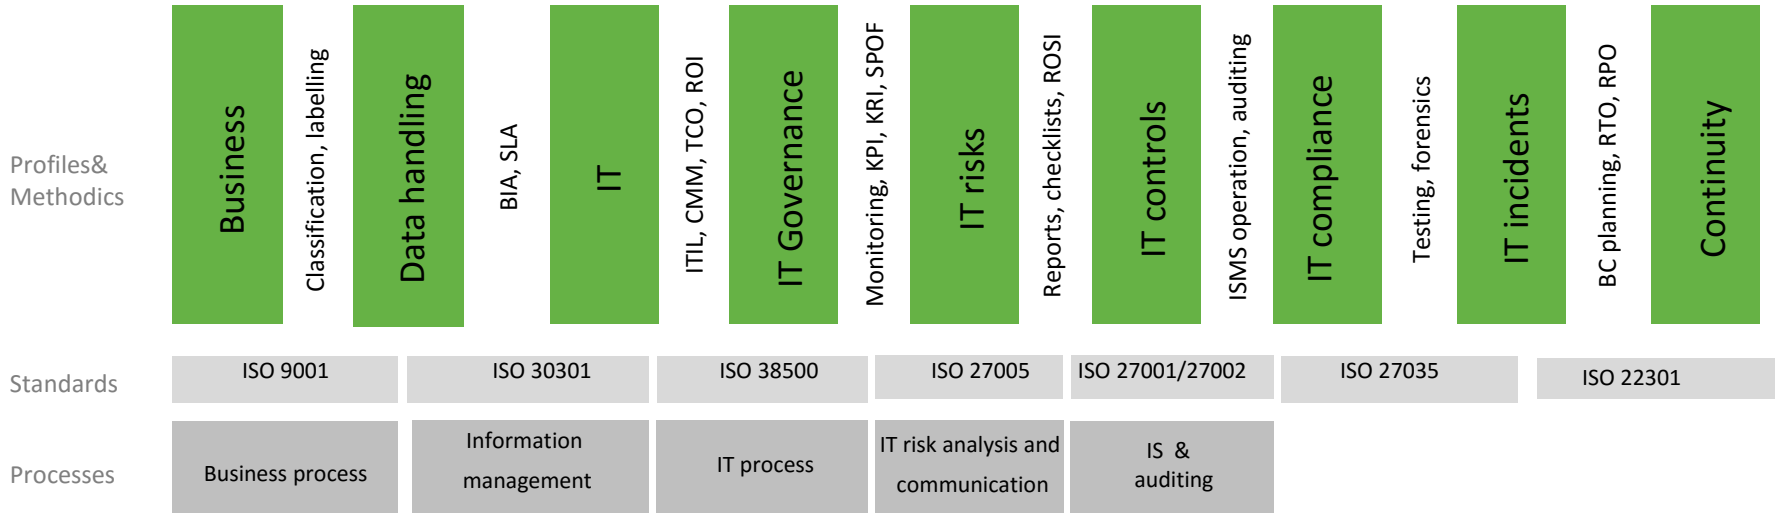 Profiles&
Methodics
Business
Classification, labelling
Data handling
BIA, SLA
IT
ITIL, CMM, TCO, ROI
IT Governance
Monitoring, KPI, KRI, SPOF
IT risks
Reports, checklists, ROSI
IT controls
ISMS operation, auditing
IT compliance
Testing, forensics
IT incidents
BC planning, RTO, RPO
Continuity
Standards
ISO 9001
ISO 30301
ISO 38500
ISO 27005
ISO 27001/27002
ISO 27035
ISO 22301
Processes
Business process
Information
management
IT process
IT risk analysis and
communication
IS &
auditing